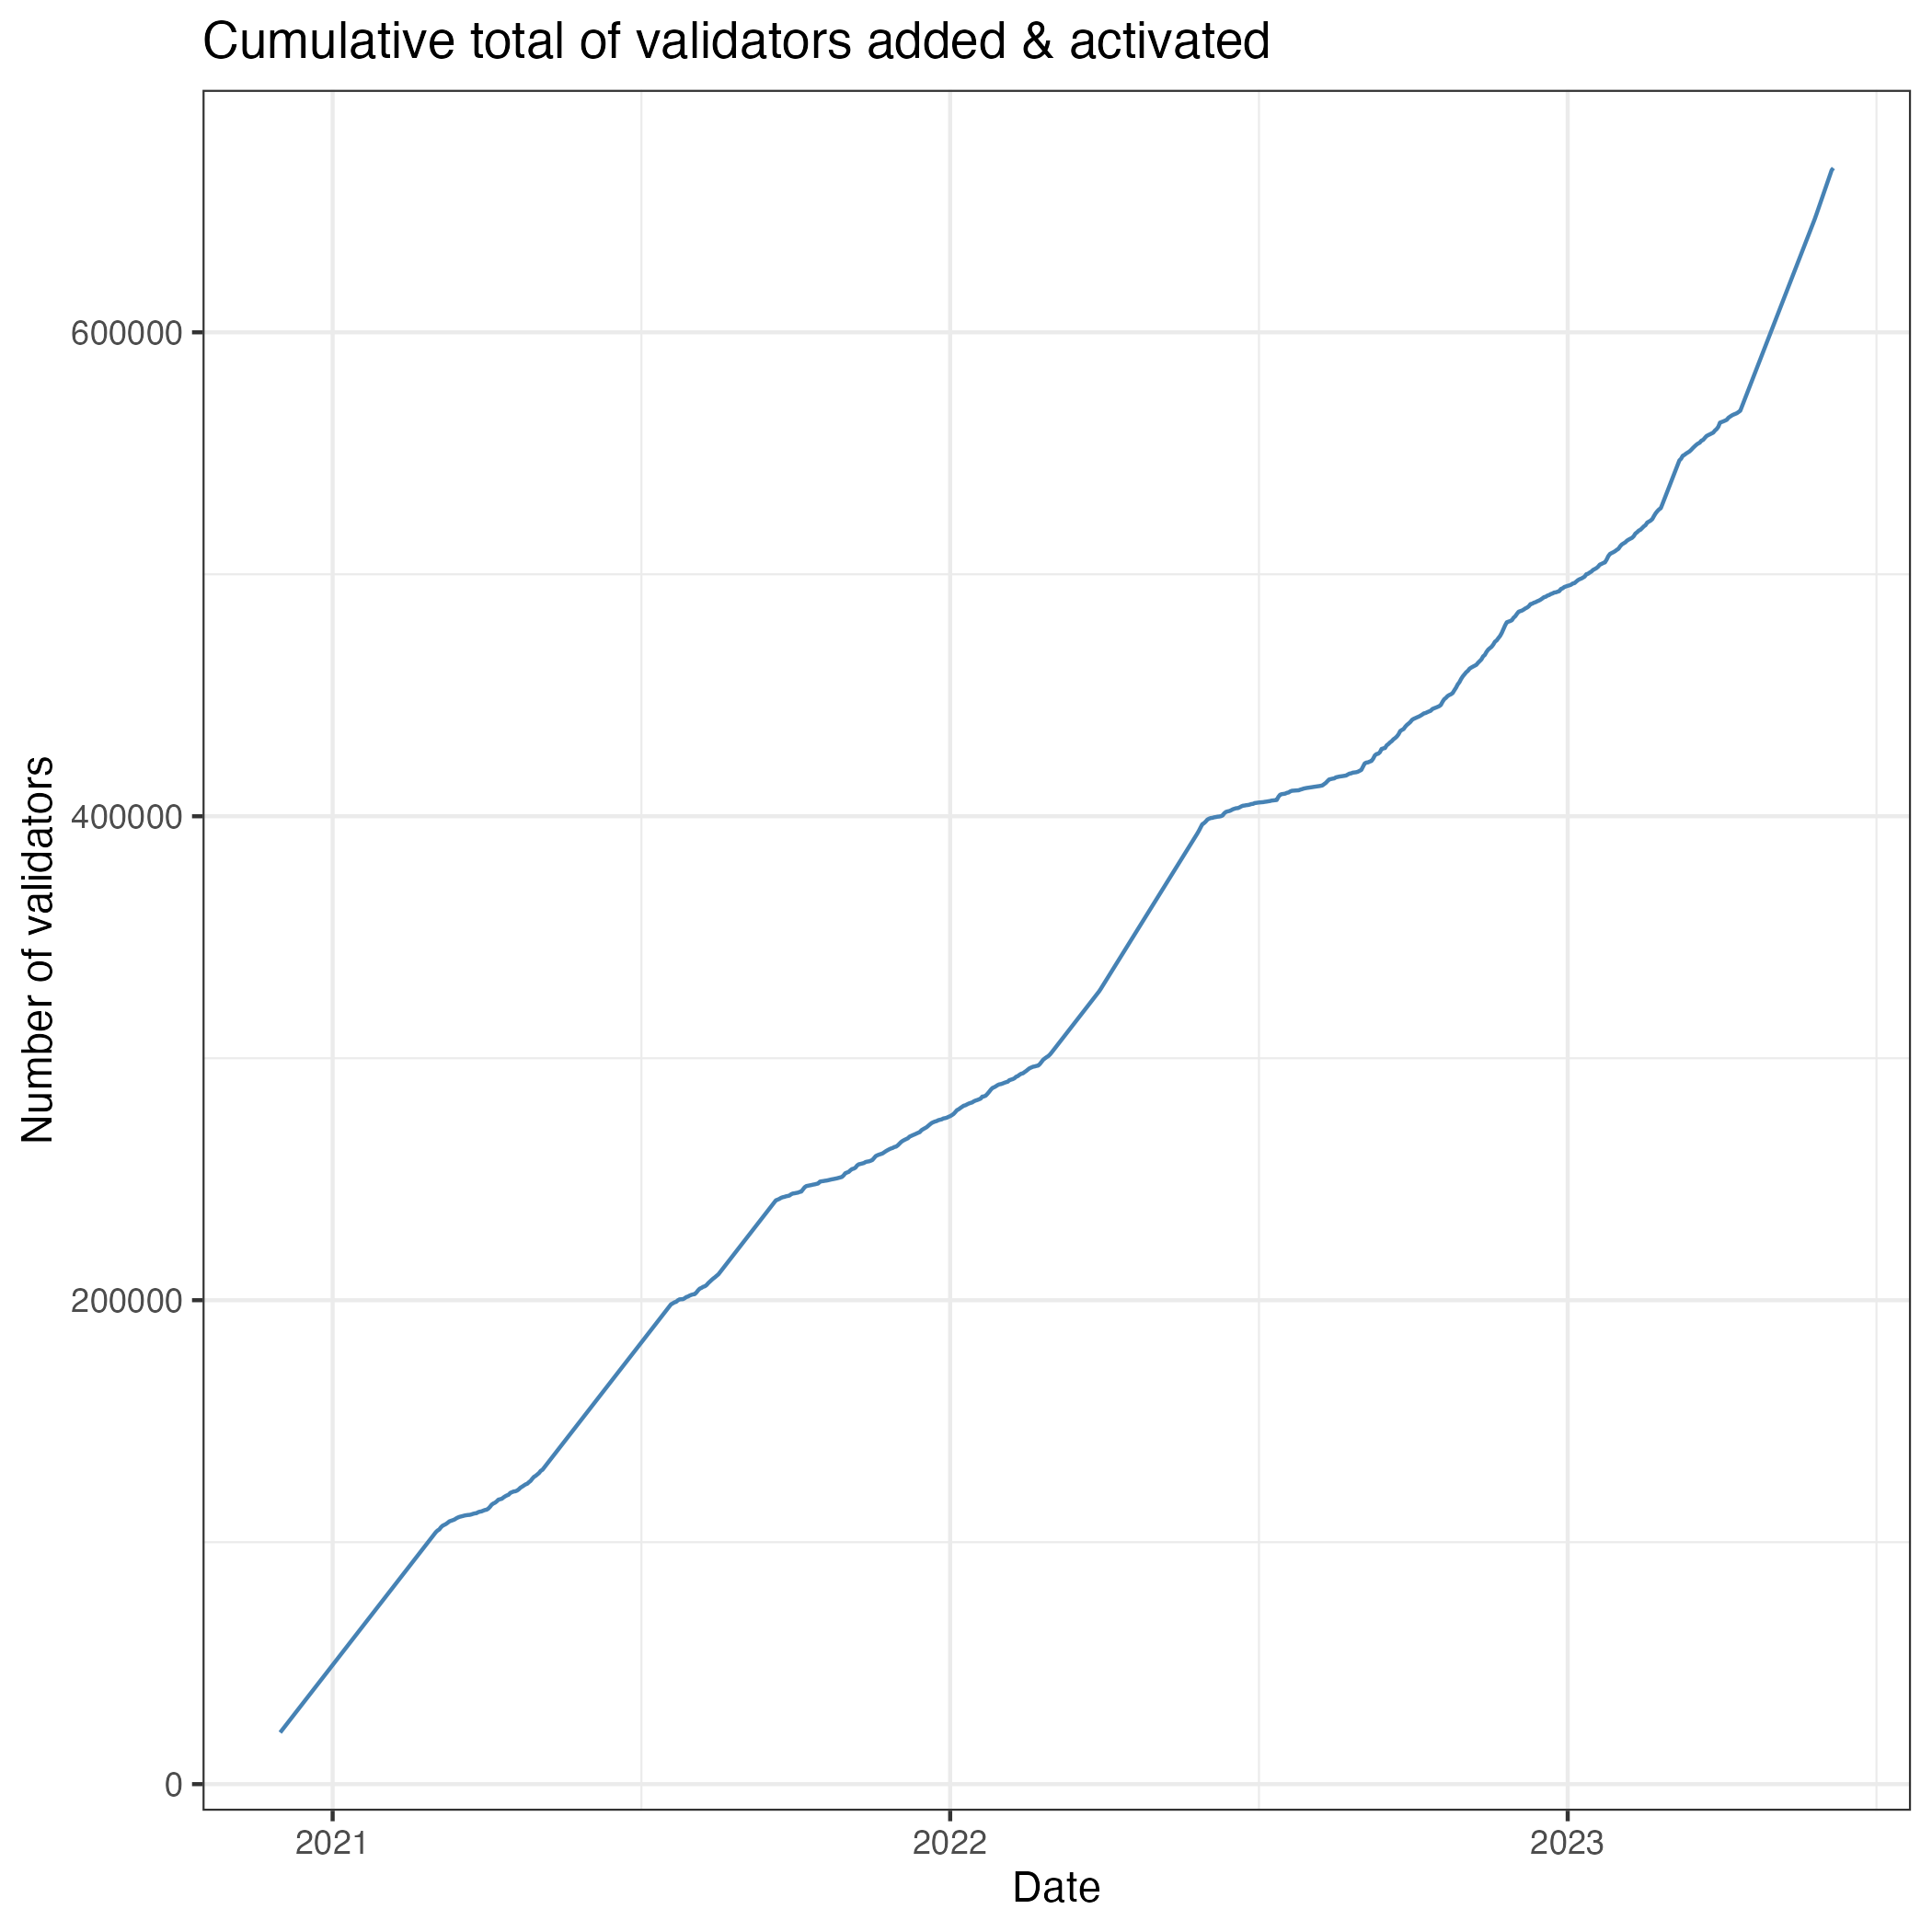 Cumulative total of validators added & activated
Number of validators
600000
400000
200000
0
2021
2022
2023
Date